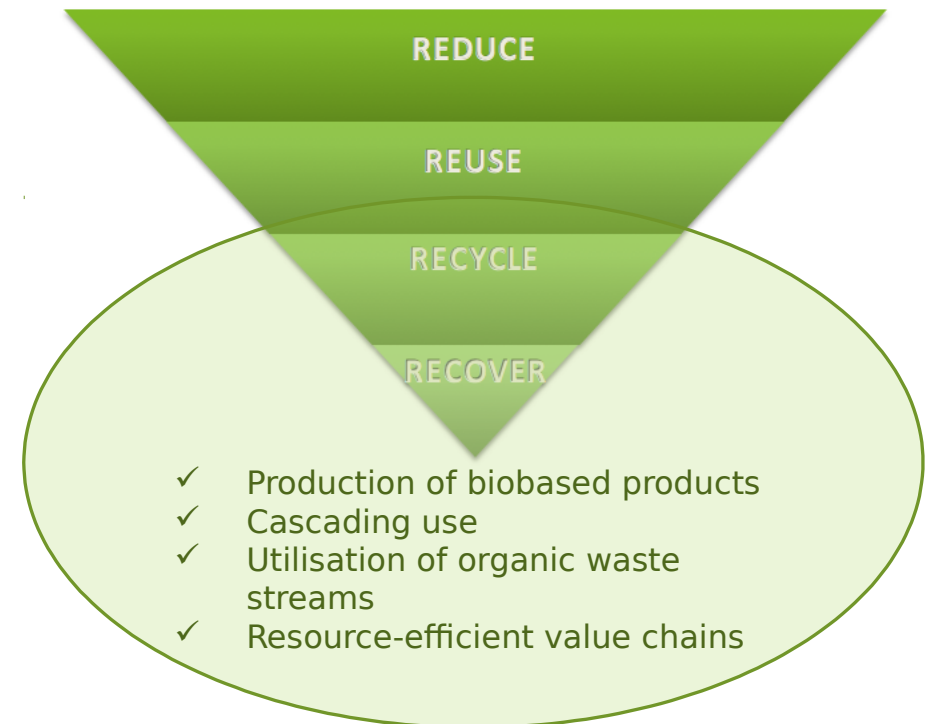 REDUCE
REUSE
RECYCLE
RECOVER
✓ Production of biobased products
✓ Cascading use
✓ Utilisation of organic waste
streams
✓ Resource-efficient value chains